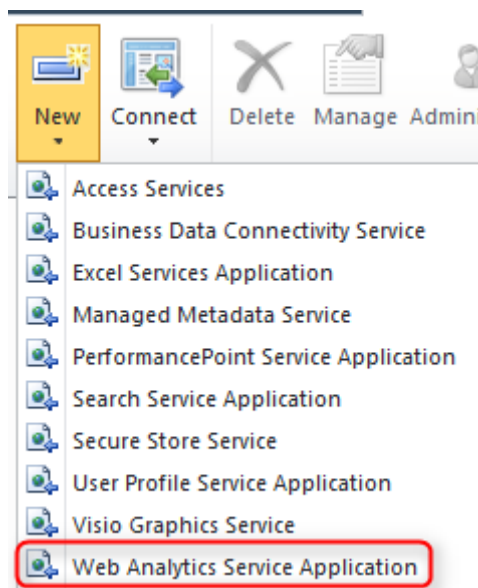 New Connect Delete Manage
Access Services
Business Data Connectivity Service
Excel Services Application
Managed Metadata Service
PerformancePoint Service Application
Search Service Application
Secure Store Service
User Profile Service Application
Visio Graphics Service
Web Analytics Service Application